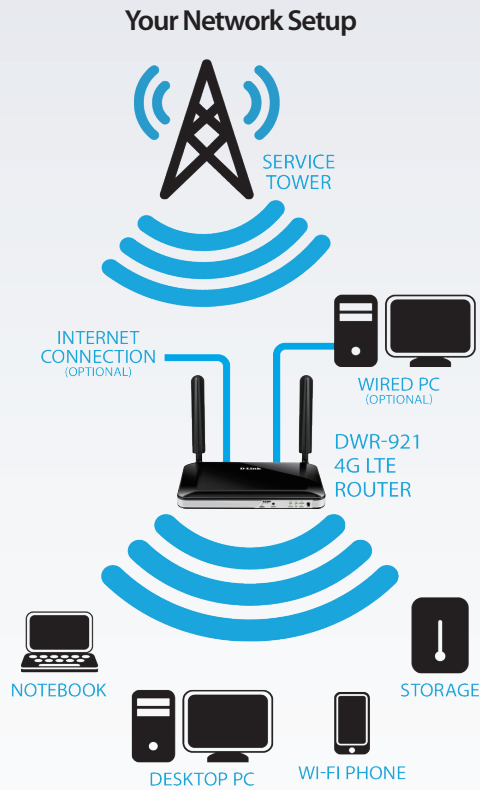 Your Network Setup
SERVICE
TOWER
INTERNET
CONNECTION
(OPTIONAL)
WIRED PC
(OPTIONAL)
DWR-921
4G LTE
ROUTER
D-Link
NOTEBOOK
STORAGE
DESKTOP PC
WI-FI PHONE